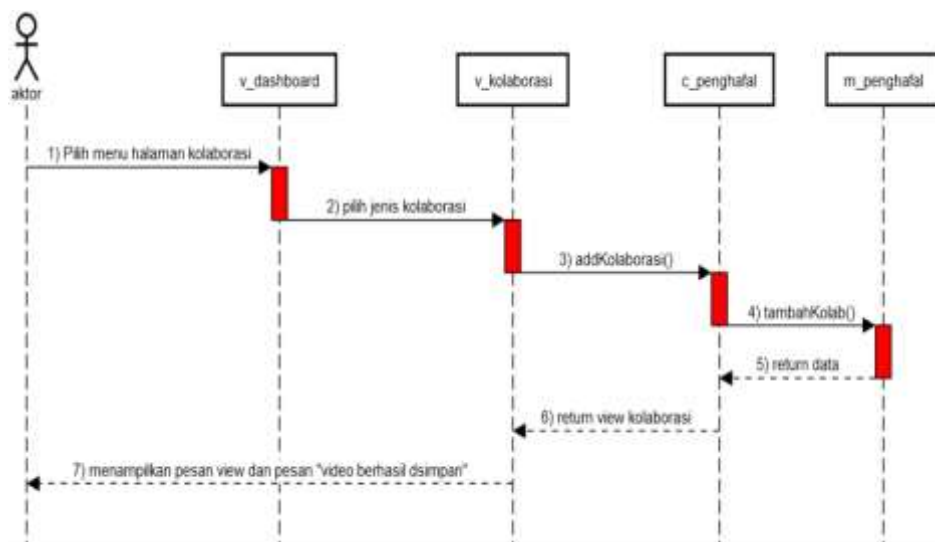 aktor
v_dashboard
v_kolaborasi
c_penghafal
m_penghafal
1) Pilih menu halaman kolaborasi
2) pilih jenis kolaborasi
3) addKolaborasi()
4) tambahKolab()
5) return data
6) return view kolaborasi
7) menampilkan pesan view dan pesan "video berhasil dsimpan"